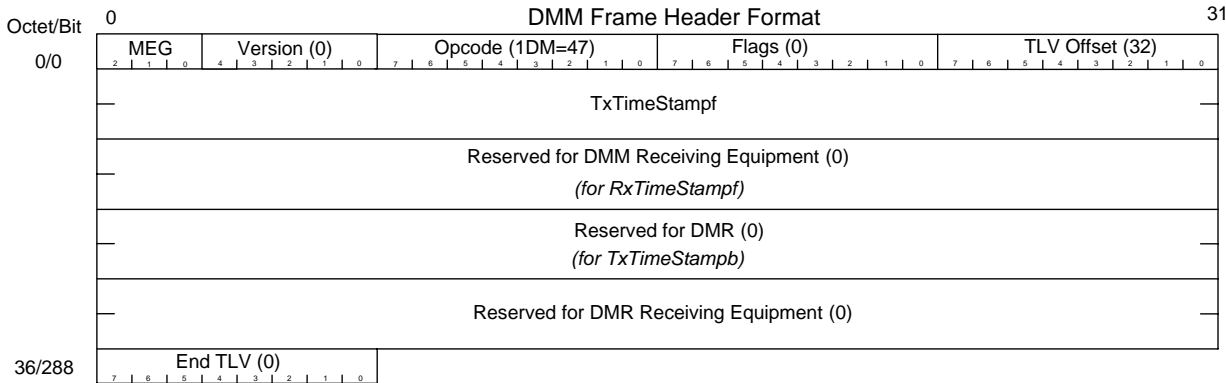 DMM Frame Header Format
Octet/Bit
0
31
0/0
MEG
Version (0)
Opcode (1DM=47)
Flags (0)
TLV Offset (32)
2 1 0 4 3 2 1 0 7 6 5 4 3 2 1 0 7 6 5 4 3 2 1 0 7 6 5 4 3 2 1 0
TxTimeStampf
Reserved for DMM Receiving Equipment (0)
(for RxTimeStampf)
Reserved for DMR (0)
(for TxTimeStampb)
Reserved for DMR Receiving Equipment (0)
36/288
End TLV (0)
7 6 5 4 3 2 1 0